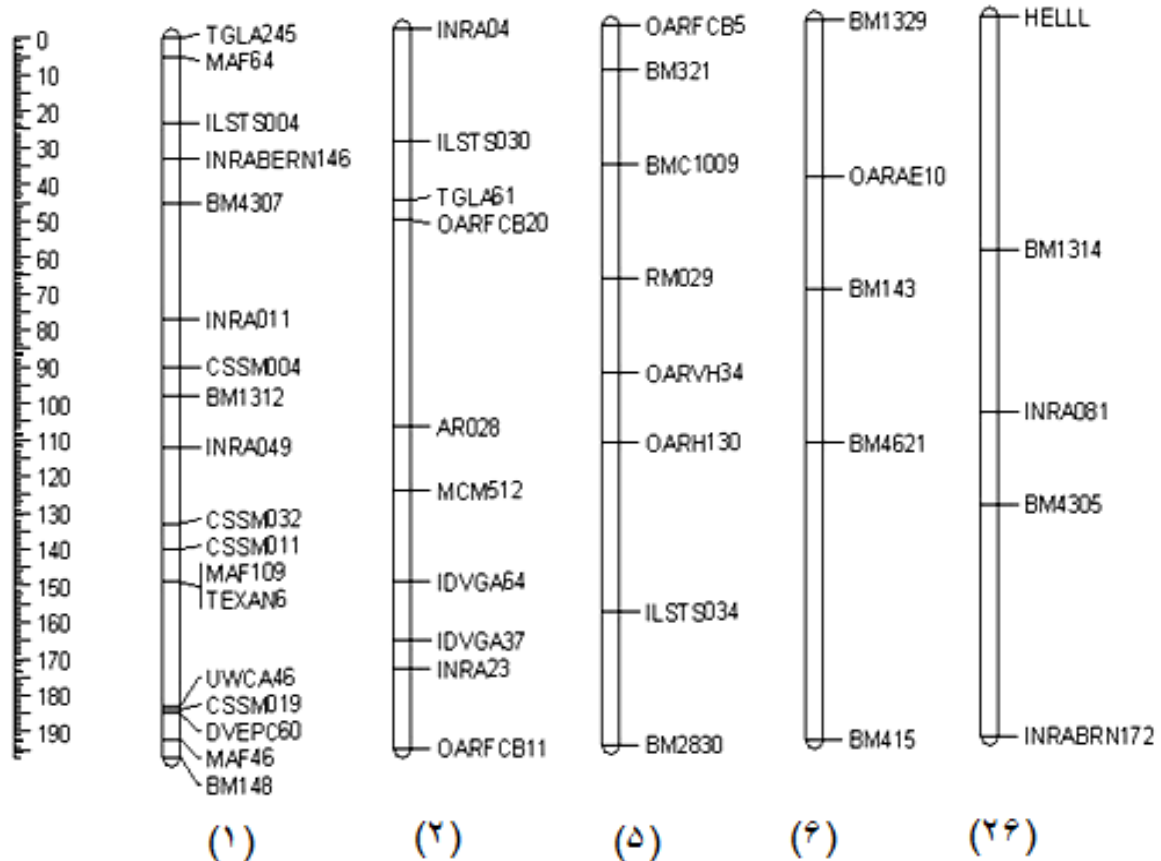 0
10
20
30
40
50
60
70
80
90
100
110
120
130
140
150
160
170
180
190
TGLA245
MAF64
ILSTS004
INRABERN146
BM4307
INRA011
CSSM004
BM1312
INRA049
CSSM032
CSSM011
MAF109
TEXAN6
UWCA46
CSSM019
DVEPC60
MAF46
BM148
(۱)
INRA04
ILSTS030
TGLA61
OARFCB20
AR028
MCM512
IDVGA64
IDVGA37
INRA23
OARFCB11
(۲)
OARFCB5
BM321
BMC1009
RM029
OARVH34
OARH130
ILSTS034
BM2830
(۵)
BM1329
OARAE10
BM143
BM4621
BM415
(۶)
HELLL
BM1314
INRA081
BM4305
INRABRN172
(۲۶)